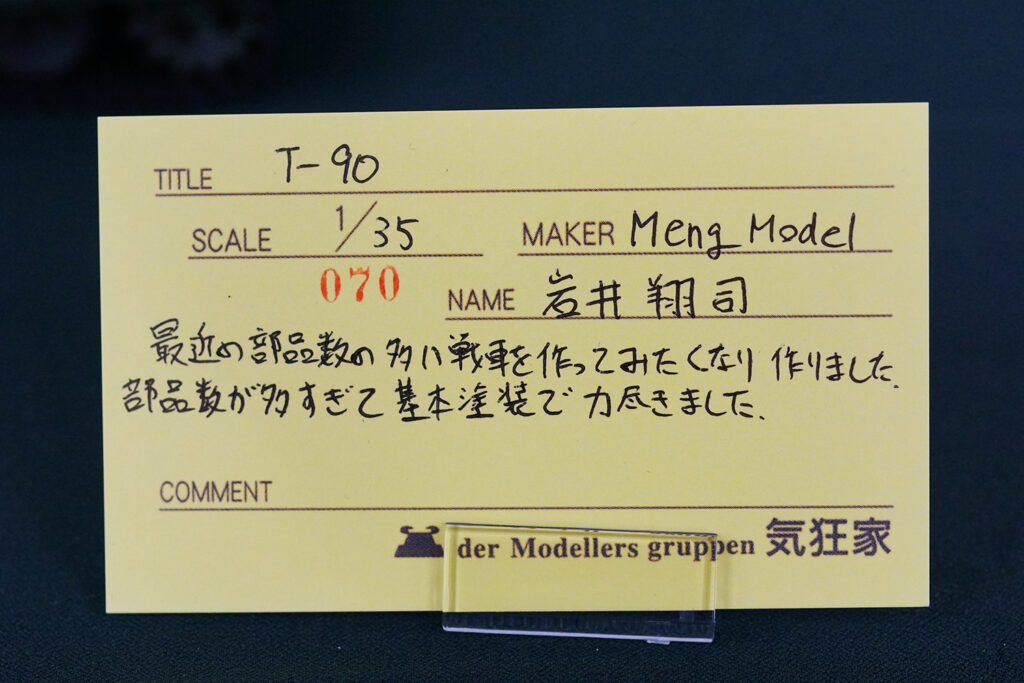 TITLE T-90
SCALE 1/35 MAKER Meng Model
070
NAME 岩井翔司
最近の部品数の多い戦車を作ってみたくなり 作りました.
部品数が多すぎて基本塗装で力尽きました.
COMMENT
der Modellers gruppen 気狂家